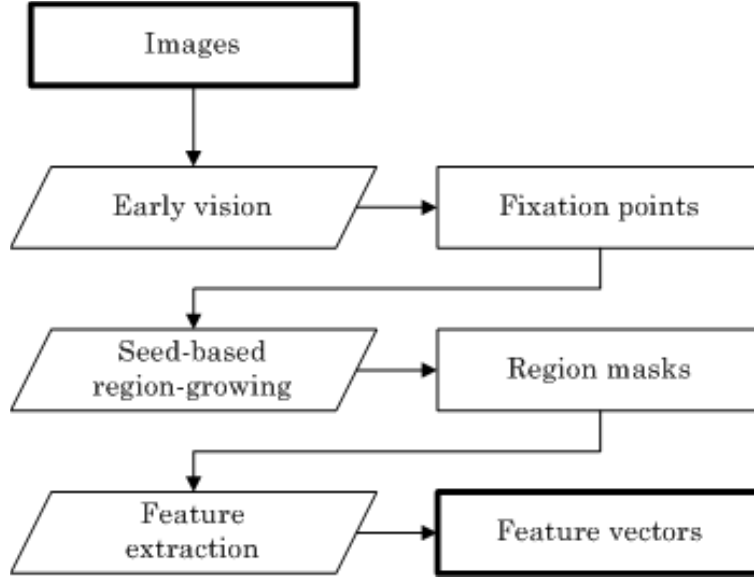 Images
Early vision
Fixation points
Seed-based
region-growing
Region masks
Feature
extraction
Feature vectors